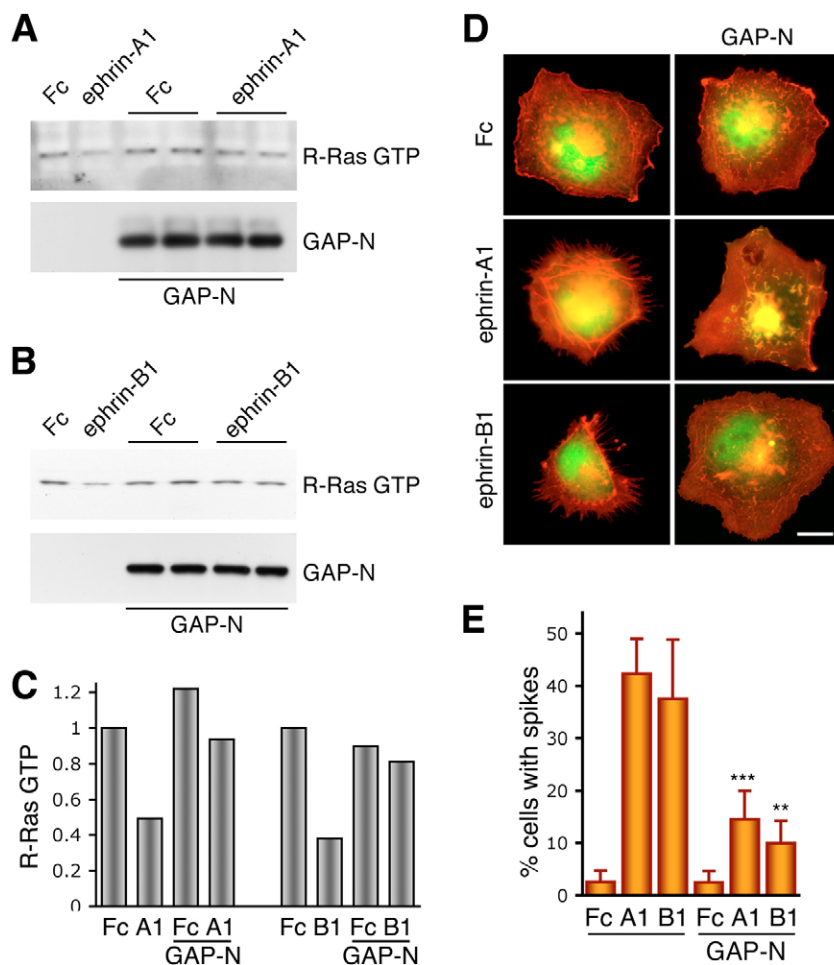 A
Fc
ephrin-A1
Fc
ephrin-A1
R-Ras GTP
GAP-N
GAP-N
B
Fc
ephrin-B1
Fc
ephrin-B1
R-Ras GTP
GAP-N
GAP-N
C
R-Ras GTP
1.2
1
0.8
0.6
0.4
0.2
0
Fc A1 Fc A1 Fc B1 Fc B1
GAP-N GAP-N
D
GAP-N
Fc
ephrin-A1
ephrin-B1
E
% cells with spikes
50
40
30
20
10
0
*** **
Fc A1 B1 Fc A1 B1
GAP-N